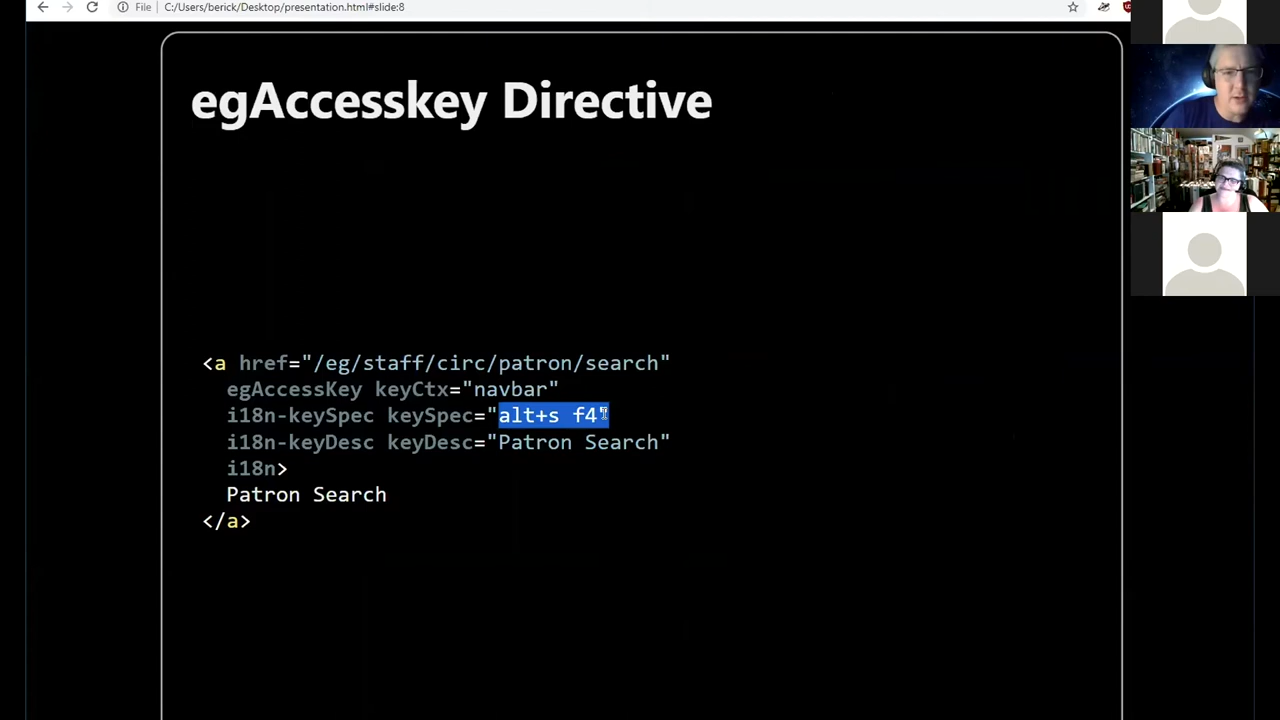 File
C:/Users/berick/Desktop/presentation.html#slide:8
egAccesskey Directive
<a href="/eg/staff/circ/patron/search"
egAccessKey keyCtx="navbar"
i18n-keySpec keySpec="alt+s f4"
i18n-keyDesc keyDesc="Patron Search"
i18n>
Patron Search
</a>